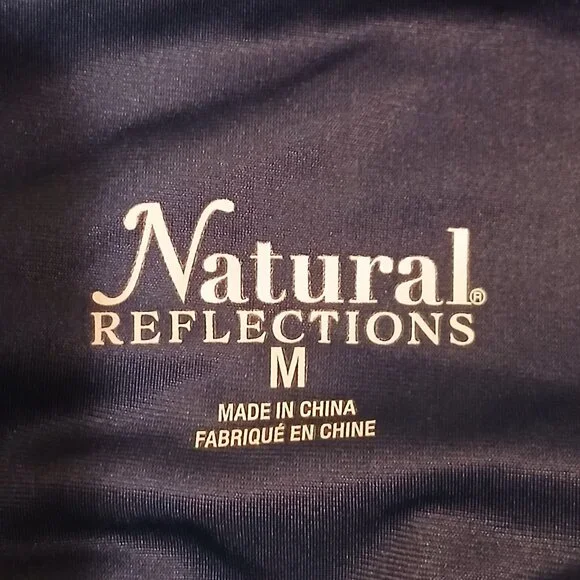 Natural®
REFLECTIONS
M
MADE IN CHINA
FABRIQUÉ EN CHINE